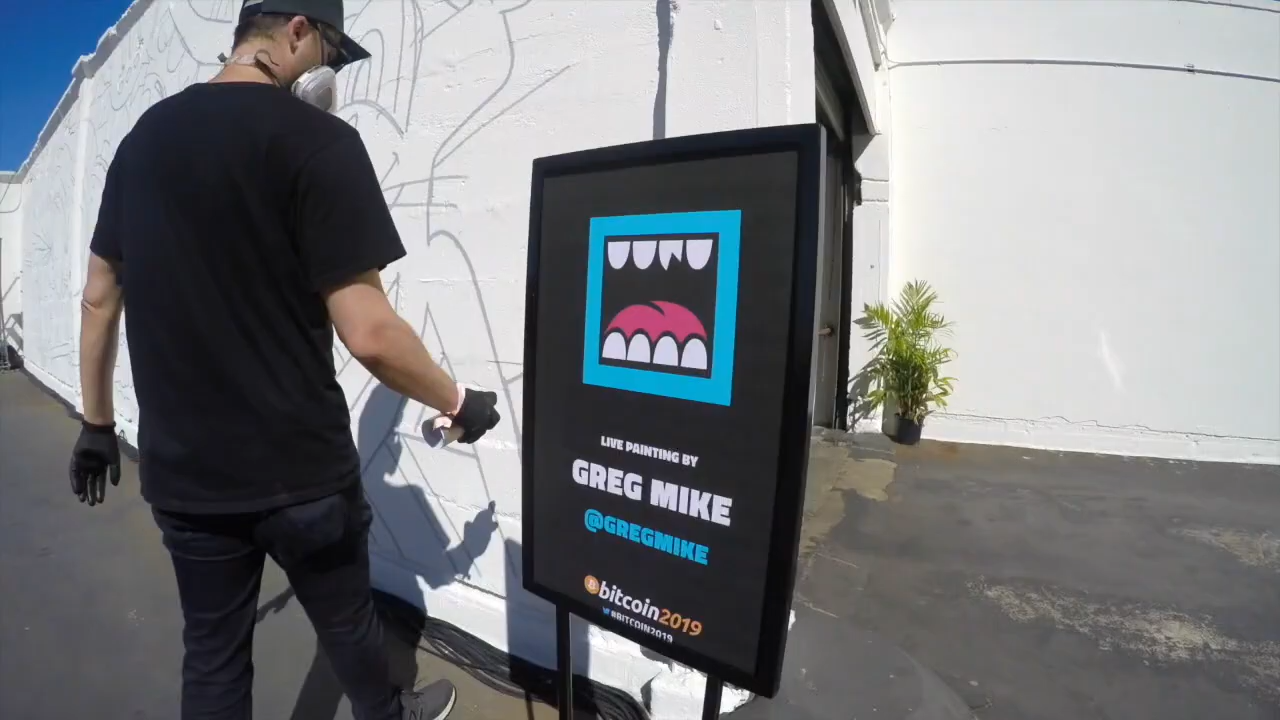 LIVE PAINTING BY
GREG MIKE
@GREGMIKE
bitcoin2019
#BITCOIN2019